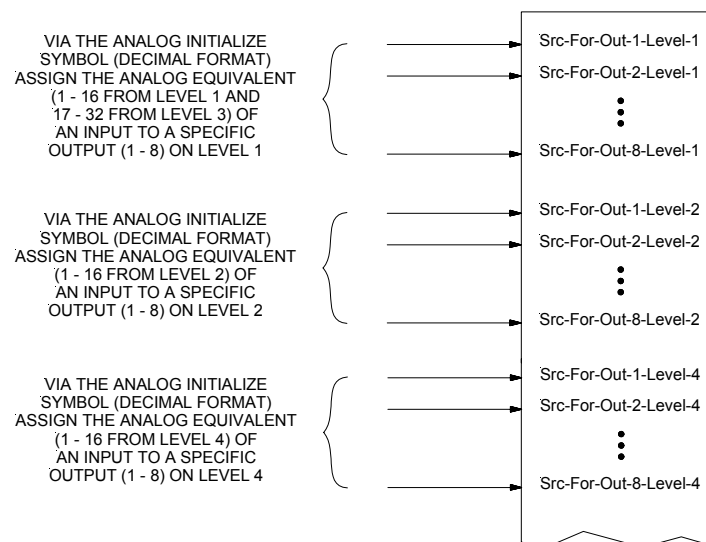 VIA THE ANALOG INITIALIZE
SYMBOL (DECIMAL FORMAT)
ASSIGN THE ANALOG EQUIVALENT
(1 - 16 FROM LEVEL 1 AND
17 - 32 FROM LEVEL 3) OF
AN INPUT TO A SPECIFIC
OUTPUT (1 - 8) ON LEVEL 1
Src-For-Out-1-Level-1
Src-For-Out-2-Level-1
Src-For-Out-8-Level-1
VIA THE ANALOG INITIALIZE
SYMBOL (DECIMAL FORMAT)
ASSIGN THE ANALOG EQUIVALENT
(1 - 16 FROM LEVEL 2) OF
AN INPUT TO A SPECIFIC
OUTPUT (1 - 8) ON LEVEL 2
Src-For-Out-1-Level-2
Src-For-Out-2-Level-2
Src-For-Out-8-Level-2
VIA THE ANALOG INITIALIZE
SYMBOL (DECIMAL FORMAT)
ASSIGN THE ANALOG EQUIVALENT
(1 - 16 FROM LEVEL 4) OF
AN INPUT TO A SPECIFIC
OUTPUT (1 - 8) ON LEVEL 4
Src-For-Out-1-Level-4
Src-For-Out-2-Level-4
Src-For-Out-8-Level-4